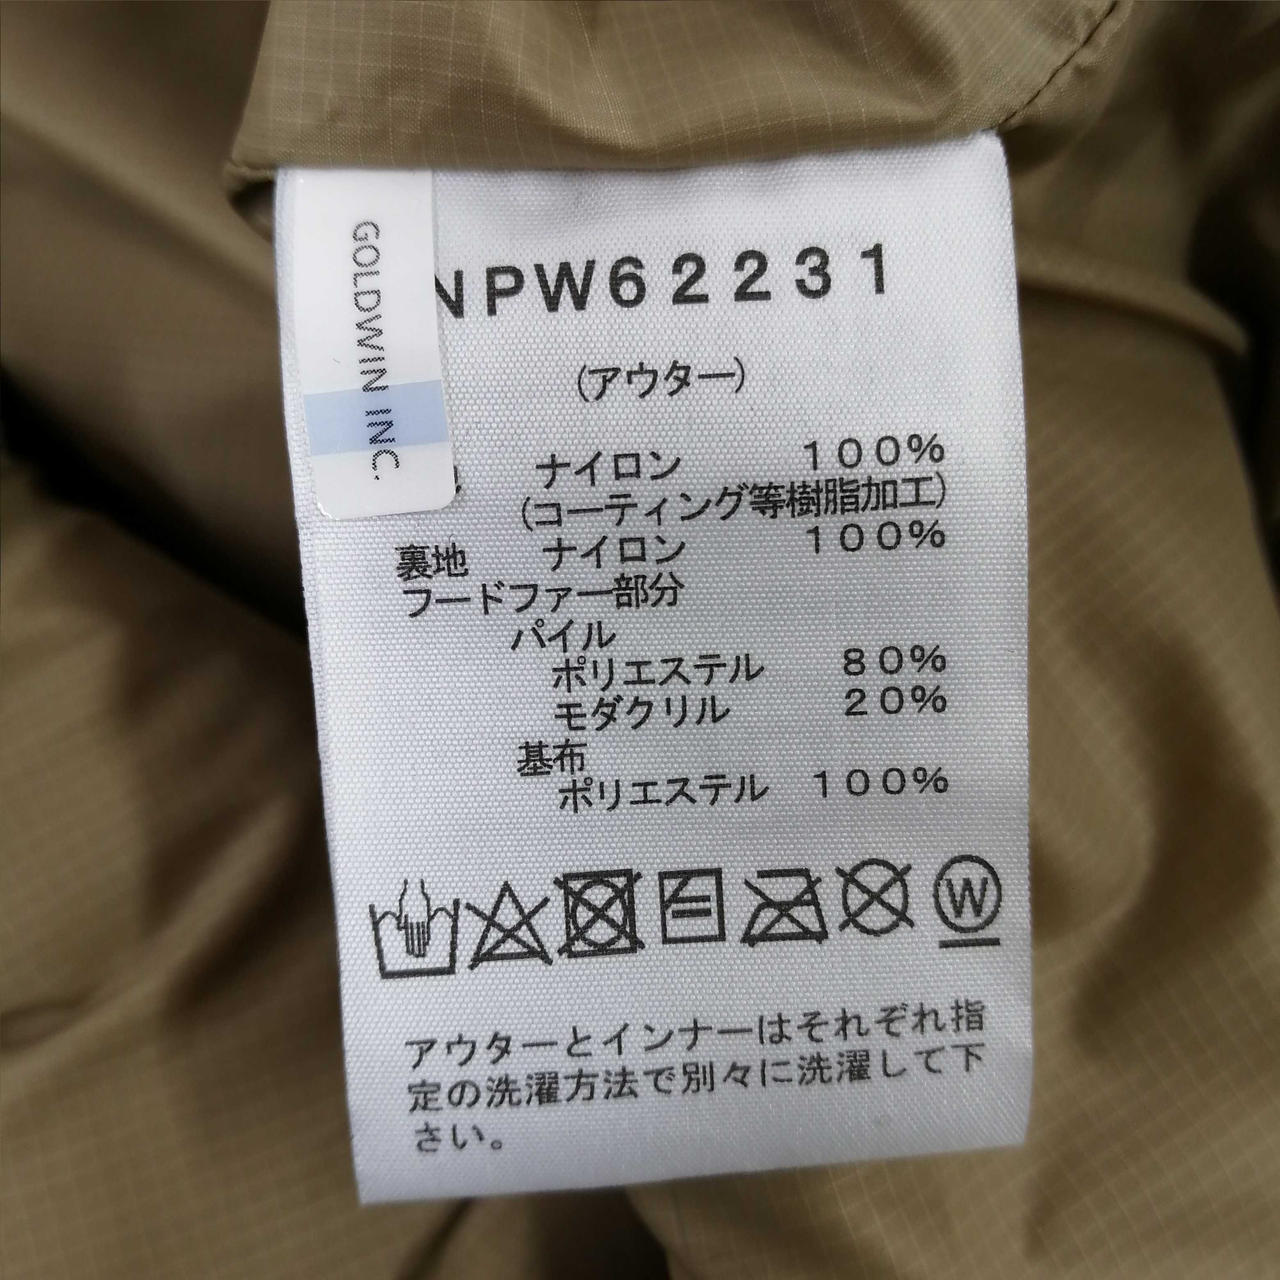 GOLDWIN INC.
NPW62231
(アウター)
ナイロン 100%
(コーティング等樹脂加工)
裏地 ナイロン 100%
フードファー部分
パイル
ポリエステル 80%
モダクリル 20%
基布
ポリエステル 100%
W
アウターとインナーはそれぞれ指
定の洗濯方法で別々に洗濯して下
さい。